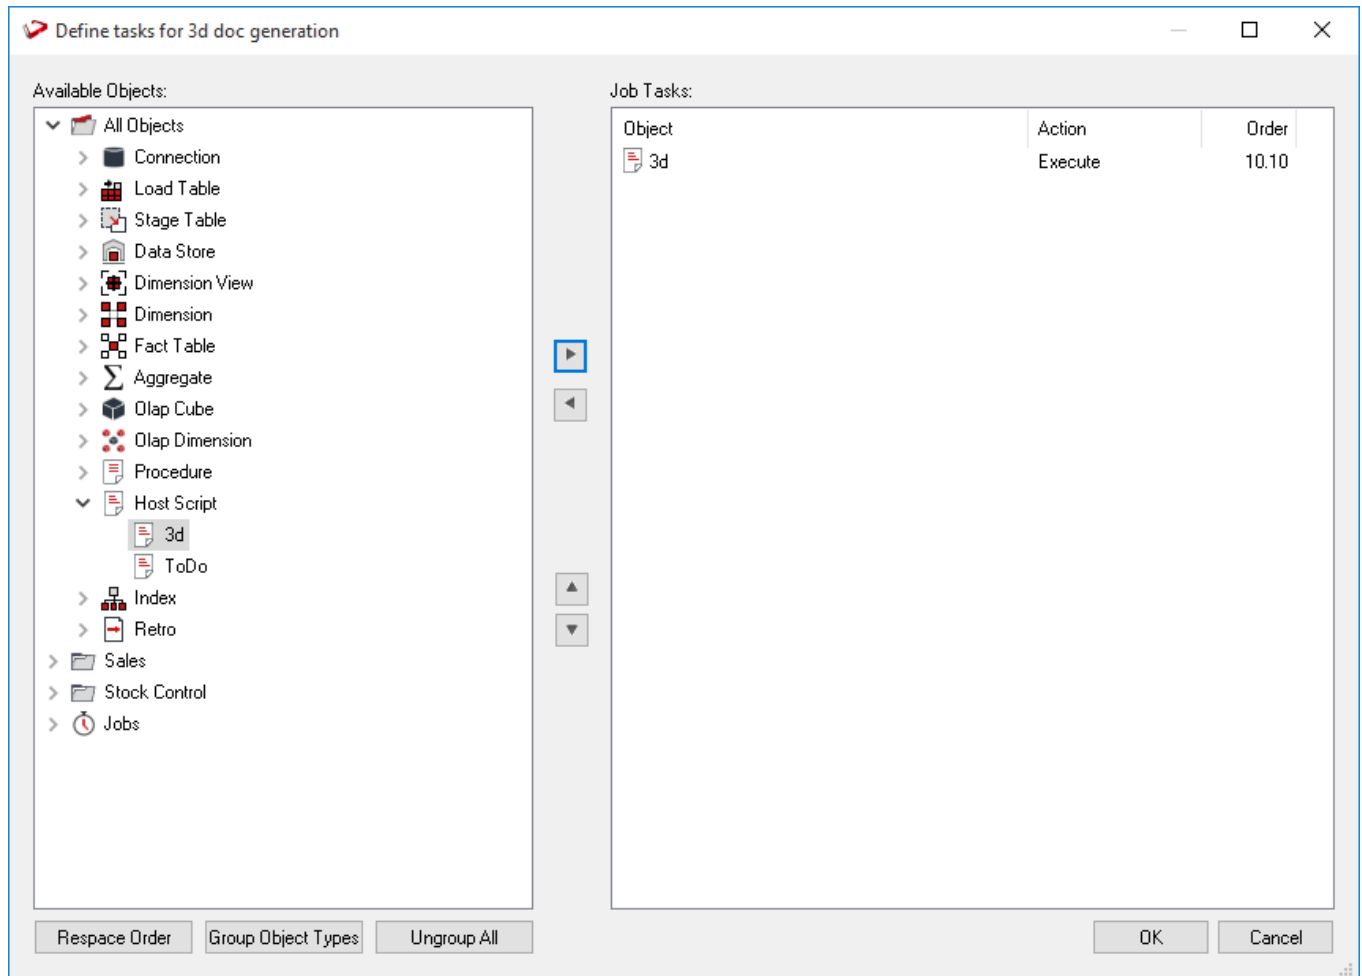 Define tasks for 3d doc generation
Available Objects:
All Objects
Connection
Load Table
Stage Table
Data Store
Dimension View
Dimension
Fact Table
Aggregate
Olap Cube
Olap Dimension
Procedure
Host Script
3d
ToDo
Index
Retro
Sales
Stock Control
Jobs
Respace Order Group Object Types Ungroup All
Job Tasks:
Object Action Order
3d Execute 10.10
OK Cancel